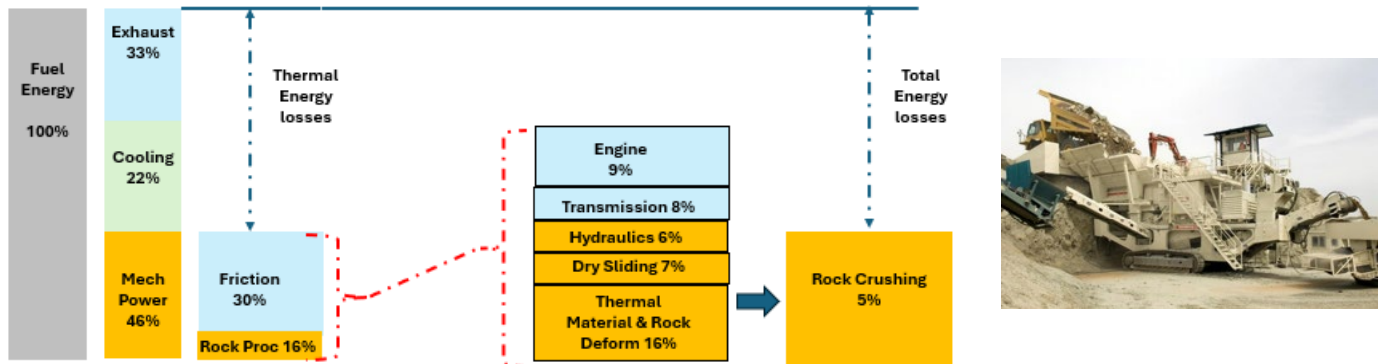 Fuel
Energy
100%
Exhaust
33%
Cooling
22%
Mech
Power
46%
Thermal
Energy
losses
Friction
30%
Rock Proc 16%
Engine
9%
Transmission 8%
Hydraulics 6%
Dry Sliding 7%
Thermal
Material & Rock
Deform 16%
Total
Energy
losses
Rock Crushing
5%